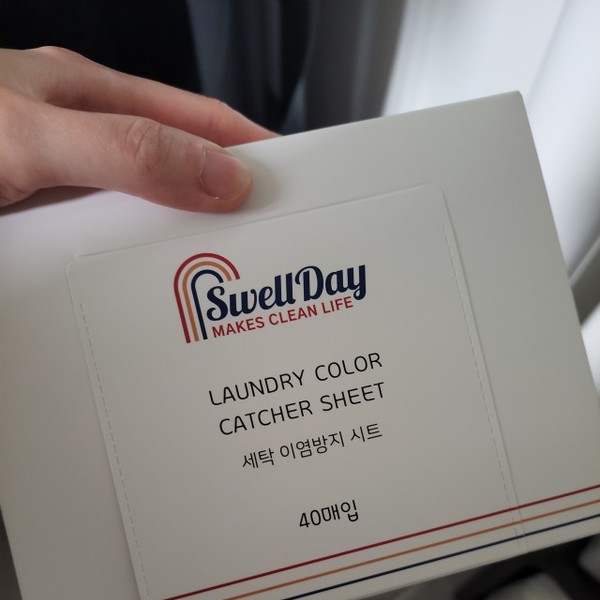 SwellDay
MAKES CLEAN LIFE
LAUNDRY COLOR
CATCHER SHEET
세탁 이염방지 시트
40매입